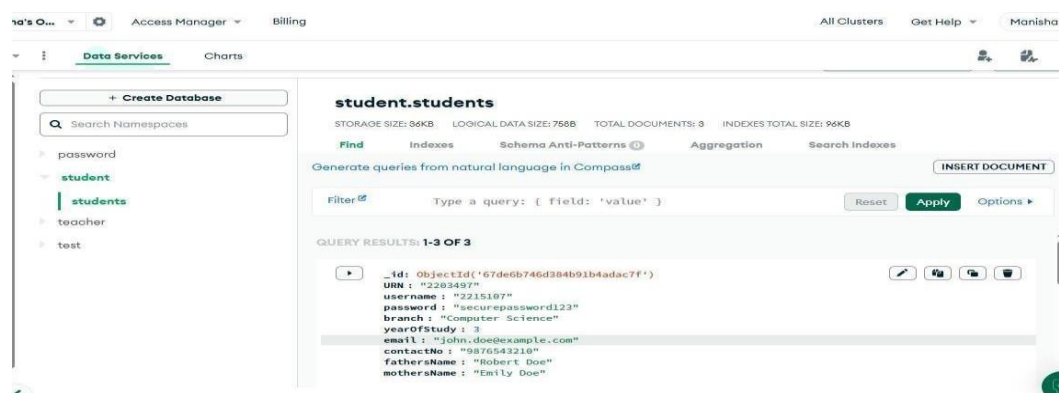 na's O... Access Manager Billing All Clusters Get Help Manisha
Data Services Charts
+ Create Database
Search Namespaces
password
student
students
teacher
test
student.students
STORAGE SIZE: 36KB LOGICAL DATA SIZE: 758B TOTAL DOCUMENTS: 3 INDEXES TOTAL SIZE: 96KB
Find Indexes Schema Anti-Patterns 0 Aggregation Search Indexes
Generate queries from natural language in Compass
INSERT DOCUMENT
Filter Type a query: { field: 'value' } Reset Apply Options
QUERY RESULTS: 1-3 OF 3
_id: ObjectId('67de6b746d384b91b4adac7f')
URN : "2203497"
username : "2215107"
password : "securepassword123"
branch : "Computer Science"
yearOfStudy : 3
email : "john.doe@example.com"
contactNo : "9876543210"
fathersName : "Robert Doe"
mothersName : "Emily Doe"